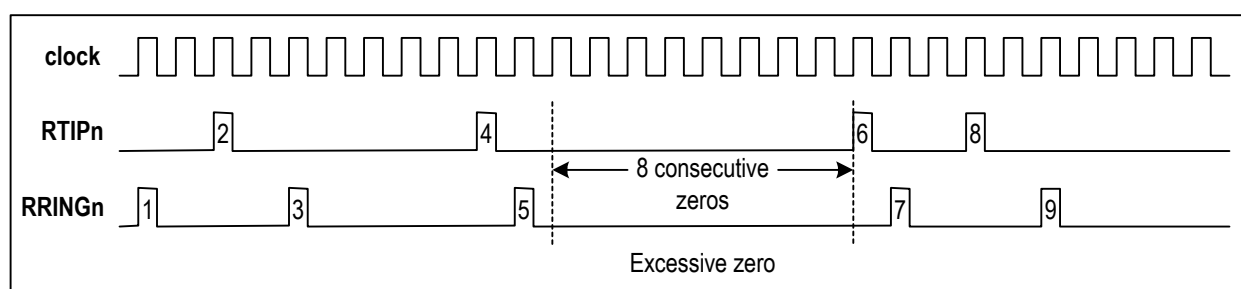 clock
RTIPn
2
4
6
8
8 consecutive
zeros
RRINGn
1
3
5
7
9
Excessive zero